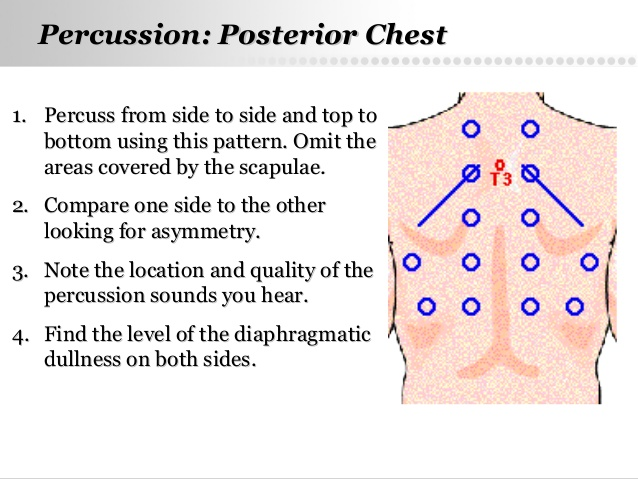 Percussion: Posterior Chest
1. Percuss from side to side and top to
bottom using this pattern. Omit the
areas covered by the scapulae.
2. Compare one side to the other
looking for asymmetry.
3. Note the location and quality of the
percussion sounds you hear.
4. Find the level of the diaphragmatic
dullness on both sides.
T3